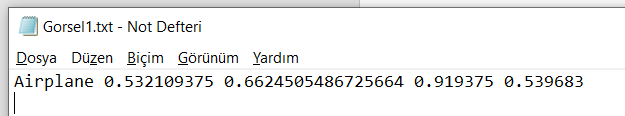 Gorsel1.txt - Not Defteri
Dosya Düzen Biçim Görünüm Yardım
Airplane 0.532109375 0.6624505486725664 0.919375 0.539683